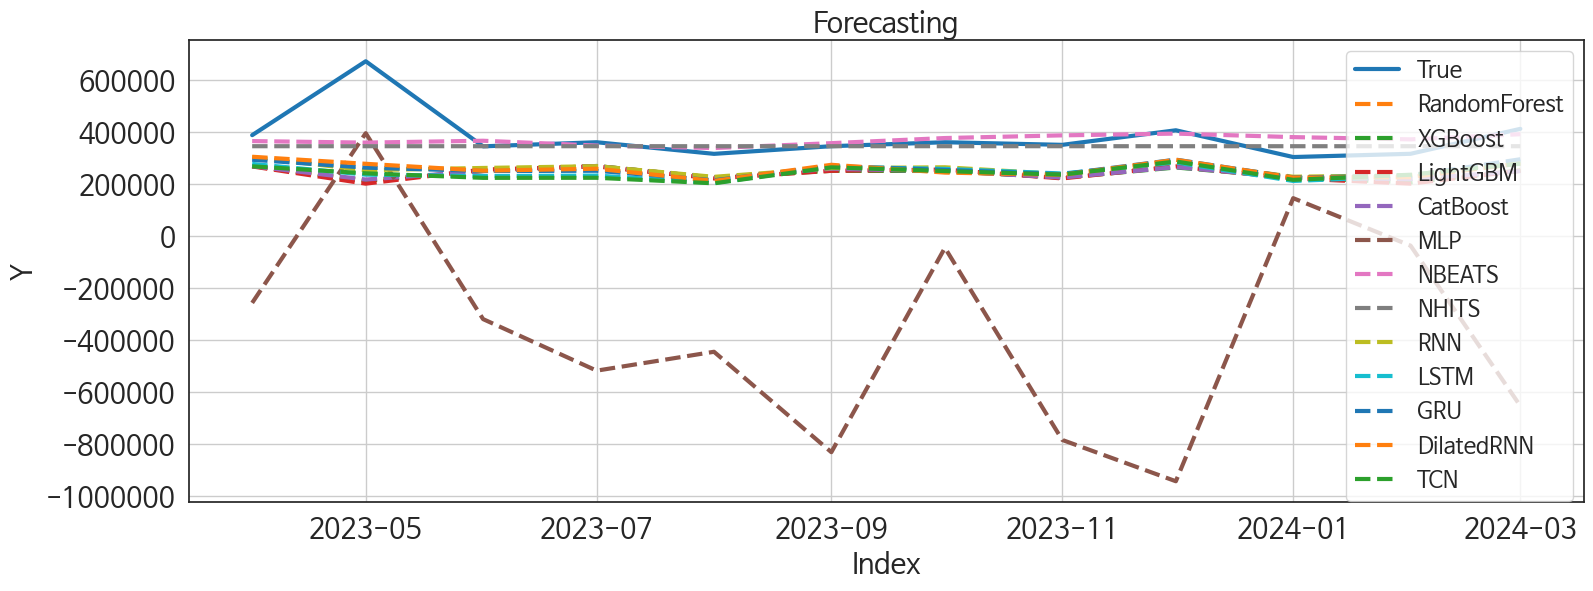 Forecasting
600000
400000
200000
0
−200000
−400000
−600000
−800000
−1000000
Y
2023−05
2023−07
2023−09
2023−11
2024−01
2024−03
Index
True
RandomForest
XGBoost
LightGBM
CatBoost
MLP
NBEATS
NHITS
RNN
LSTM
GRU
DilatedRNN
TCN